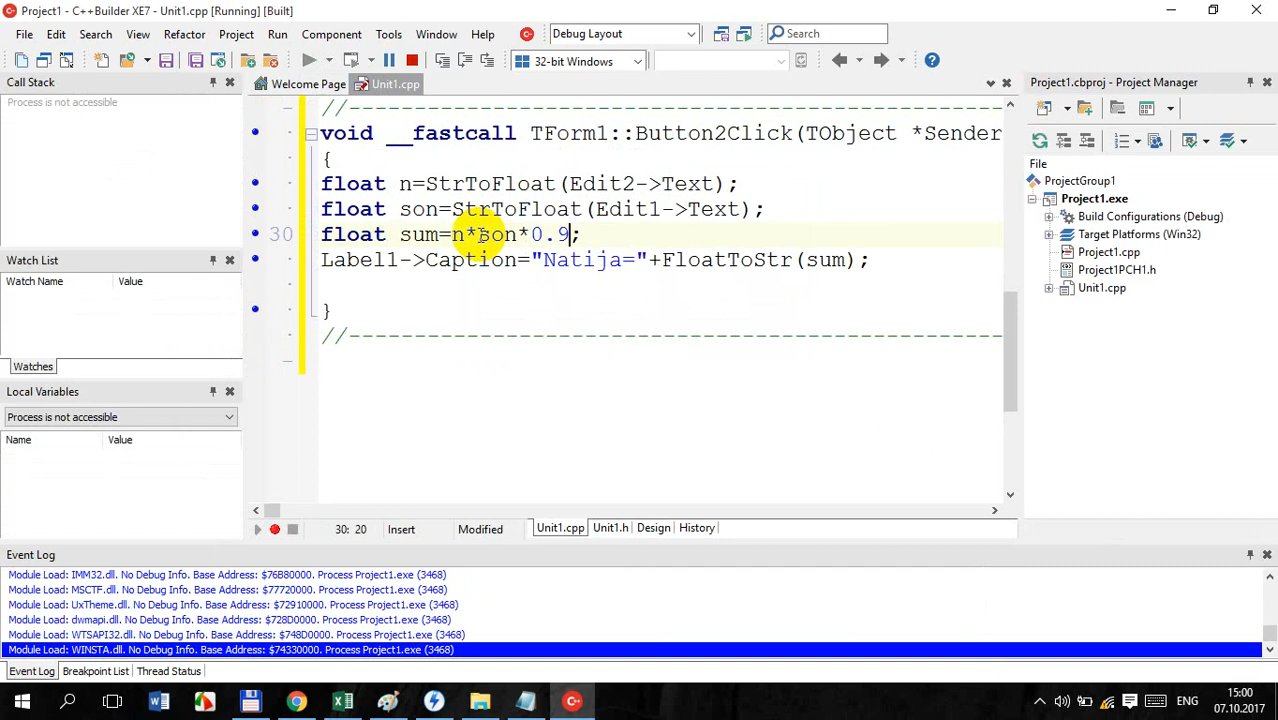 Project1 - C++Builder XE7 - Unit1.cpp [Running] [Built]
File Edit Search View Refactor Project Run Component Tools Window Help
Debug Layout
Search
32-bit Windows
Call Stack
Process is not accessible
Watch List
Watch Name Value
Watches
Local Variables
Process is not accessible
Name Value
Welcome Page Unit1.cpp
//------------------------------------------------------
void __fastcall TForm1::Button2Click(TObject *Sender
{
float n=StrToFloat(Edit2->Text);
float son=StrToFloat(Edit1->Text);
30 float sum=n*son*0.9;
Label1->Caption="Natija="+FloatToStr(sum);
}
//------------------------------------------------------
30: 20 Insert Modified Unit1.cpp Unit1.h Design History
Project1.cbproj - Project Manager
File
ProjectGroup1
Project1.exe
Build Configurations (Debug)
Target Platforms (Win32)
Project1PCH1.h
Unit1.cpp
Event Log
Module Load: IMM32.dll. No Debug Info. Base Address: $76B80000. Process Project1.exe (3468)
Module Load: MSCTF.dll. No Debug Info. Base Address: $77720000. Process Project1.exe (3468)
Module Load: UxTheme.dll. No Debug Info. Base Address: $72910000. Process Project1.exe (3468)
Module Load: dwmapi.dll. No Debug Info. Base Address: $728D0000. Process Project1.exe (3468)
Module Load: WTSAPI32.dll. No Debug Info. Base Address: $748D0000. Process Project1.exe (3468)
Module Load: WINSTA.dll. No Debug Info. Base Address: $74330000. Process Project1.exe (3468)
Event Log Breakpoint List Thread Status
ENG
15:00
07.10.2017